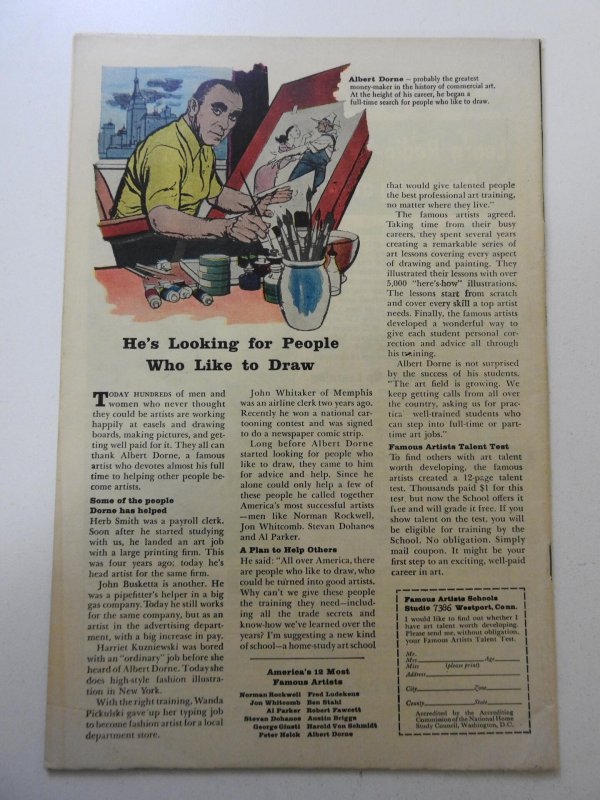 Albert Dorne — probably the greatest
money-maker in the history of commercial art.
At the height of his career, he began a
full-time search for people who like to draw.
He's Looking for People
Who Like to Draw
TODAY HUNDREDS of men and
women who never thought
they could be artists are working
happily at easels and drawing
boards, making pictures, and get-
ting well paid for it. They all can
thank Albert Dorne, a famous
artist who devotes almost his full
time to helping other people be-
come artists.
Some of the people
Dorne has helped
Herb Smith was a payroll clerk.
Soon after he started studying
with us, he landed an art job
with a large printing firm. This
was four years ago; today he's
head artist for the same firm.
John Busketta is another. He
was a pipefitter's helper in a big
gas company. Today he still works
for the same company, but as an
artist in the advertising depart-
ment, with a big increase in pay.
Harriet Kuzniewski was bored
with an "ordinary" job before she
heard of Albert Dorne. Today she
does high-style fashion illustra-
tion in New York.
With the right training, Wanda
Pickulski gave up her typing job
to become fashion artist for a local
department store.
John Whitaker of Memphis
was an airline clerk two years ago.
Recently he won a national car-
tooning contest and was signed
to do a newspaper comic strip.
Long before Albert Dorne
started looking for people who
like to draw, they came to him
for advice and help. Since he
alone could only help a few of
these people he called together
America's most successful artists
—men like Norman Rockwell,
Jon Whitcomb, Stevan Dohanos
and Al Parker.
A Plan to Help Others
He said: "All over America, there
are people who like to draw, who
could be turned into good artists.
Why can't we give these people
the training they need—includ-
ing all the trade secrets and
know-how we've learned over the
years? I'm suggesting a new kind
of school—a home-study art school
America's 12 Most
Famous Artists
Norman Rockwell
Jon Whitcomb
Al Parker
Stevan Dohanos
George Giusti
Peter Helck
Fred Ludekens
Ben Stahl
Robert Fawcett
Austin Briggs
Harold Von Schmidt
Albert Dorne
that would give talented people
the best professional art training,
no matter where they live."
The famous artists agreed.
Taking time from their busy
careers, they spent several years
creating a remarkable series of
art lessons covering every aspect
of drawing and painting. They
illustrated their lessons with over
5,000 "here's-how" illustrations.
The lessons start from scratch
and cover every skill a top artist
needs. Finally, the famous artists
developed a wonderful way to
give each student personal cor-
rection and advice all through
his training.
Albert Dorne is not surprised
by the success of his students.
"The art field is growing. We
keep getting calls from all over
the country, asking us for prac-
tica well-trained students who
can step into full-time or part-
time art jobs."
Famous Artists Talent Test
To find others with art talent
worth developing, the famous
artists created a 12-page talent
test. Thousands paid $1 for this
test but now the School offers it
free and will grade it free. If you
show talent on the test, you will
be eligible for training by the
School. No obligation. Simply
mail coupon. It might be your
first step to an exciting, well-paid
career in art.
Famous Artists Schools
Studio 7386 Westport, Conn.
I would like to find out whether I
have art talent worth developing.
Please send me, without obligation,
your Famous Artists Talent Test.
Mr.
Mrs. Age
Miss (please print)
Address
City Zone
County State
Accredited by the Accrediting
Commission of the National Home
Study Council, Washington, D.C.